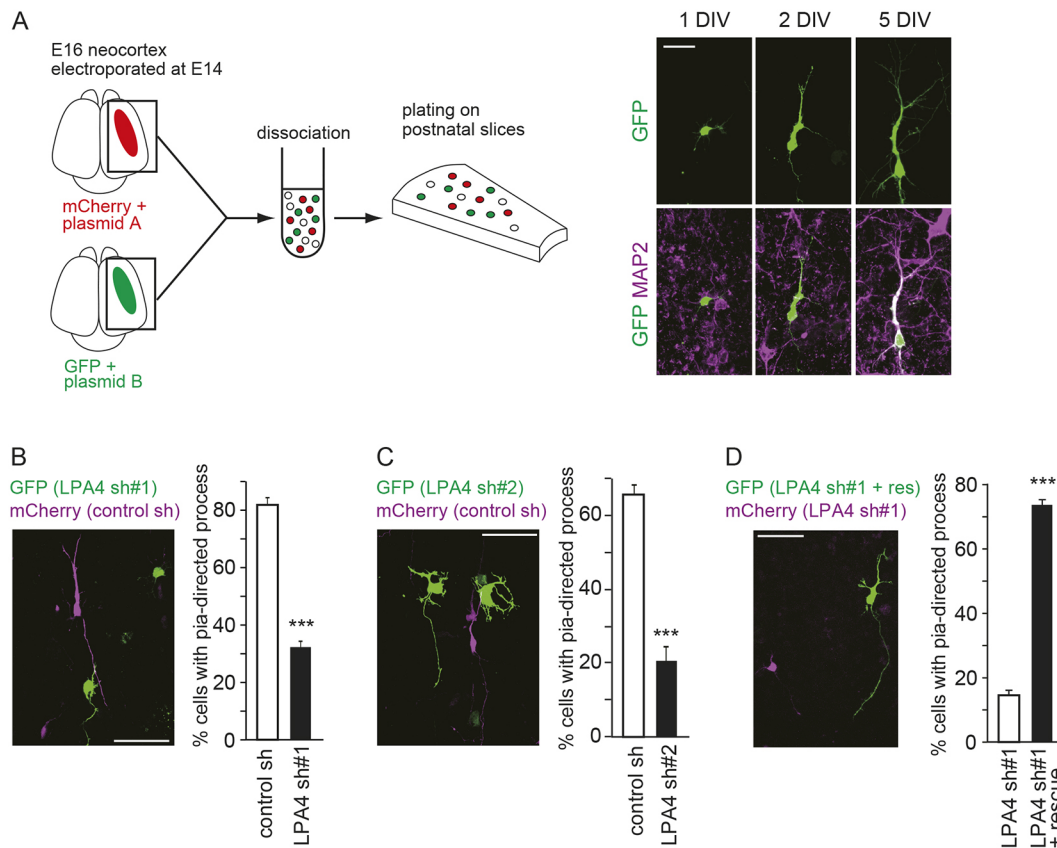 A
E16 neocortex
electroporated at E14
mCherry +
plasmid A
GFP +
plasmid B
dissociation
plating on
postnatal slices
1 DIV
2 DIV
5 DIV
GFP
GFP MAP2
B
GFP (LPA4 sh#1)
mCherry (control sh)
% cells with pia-directed process
80
60
40
20
0
***
control sh
LPA4 sh#1
C
GFP (LPA4 sh#2)
mCherry (control sh)
% cells with pia-directed process
60
40
20
0
***
control sh
LPA4 sh#2
D
GFP (LPA4 sh#1 + res)
mCherry (LPA4 sh#1)
% cells with pia-directed process
80
60
40
20
0
***
LPA4 sh#1
LPA4 sh#1
+ rescue